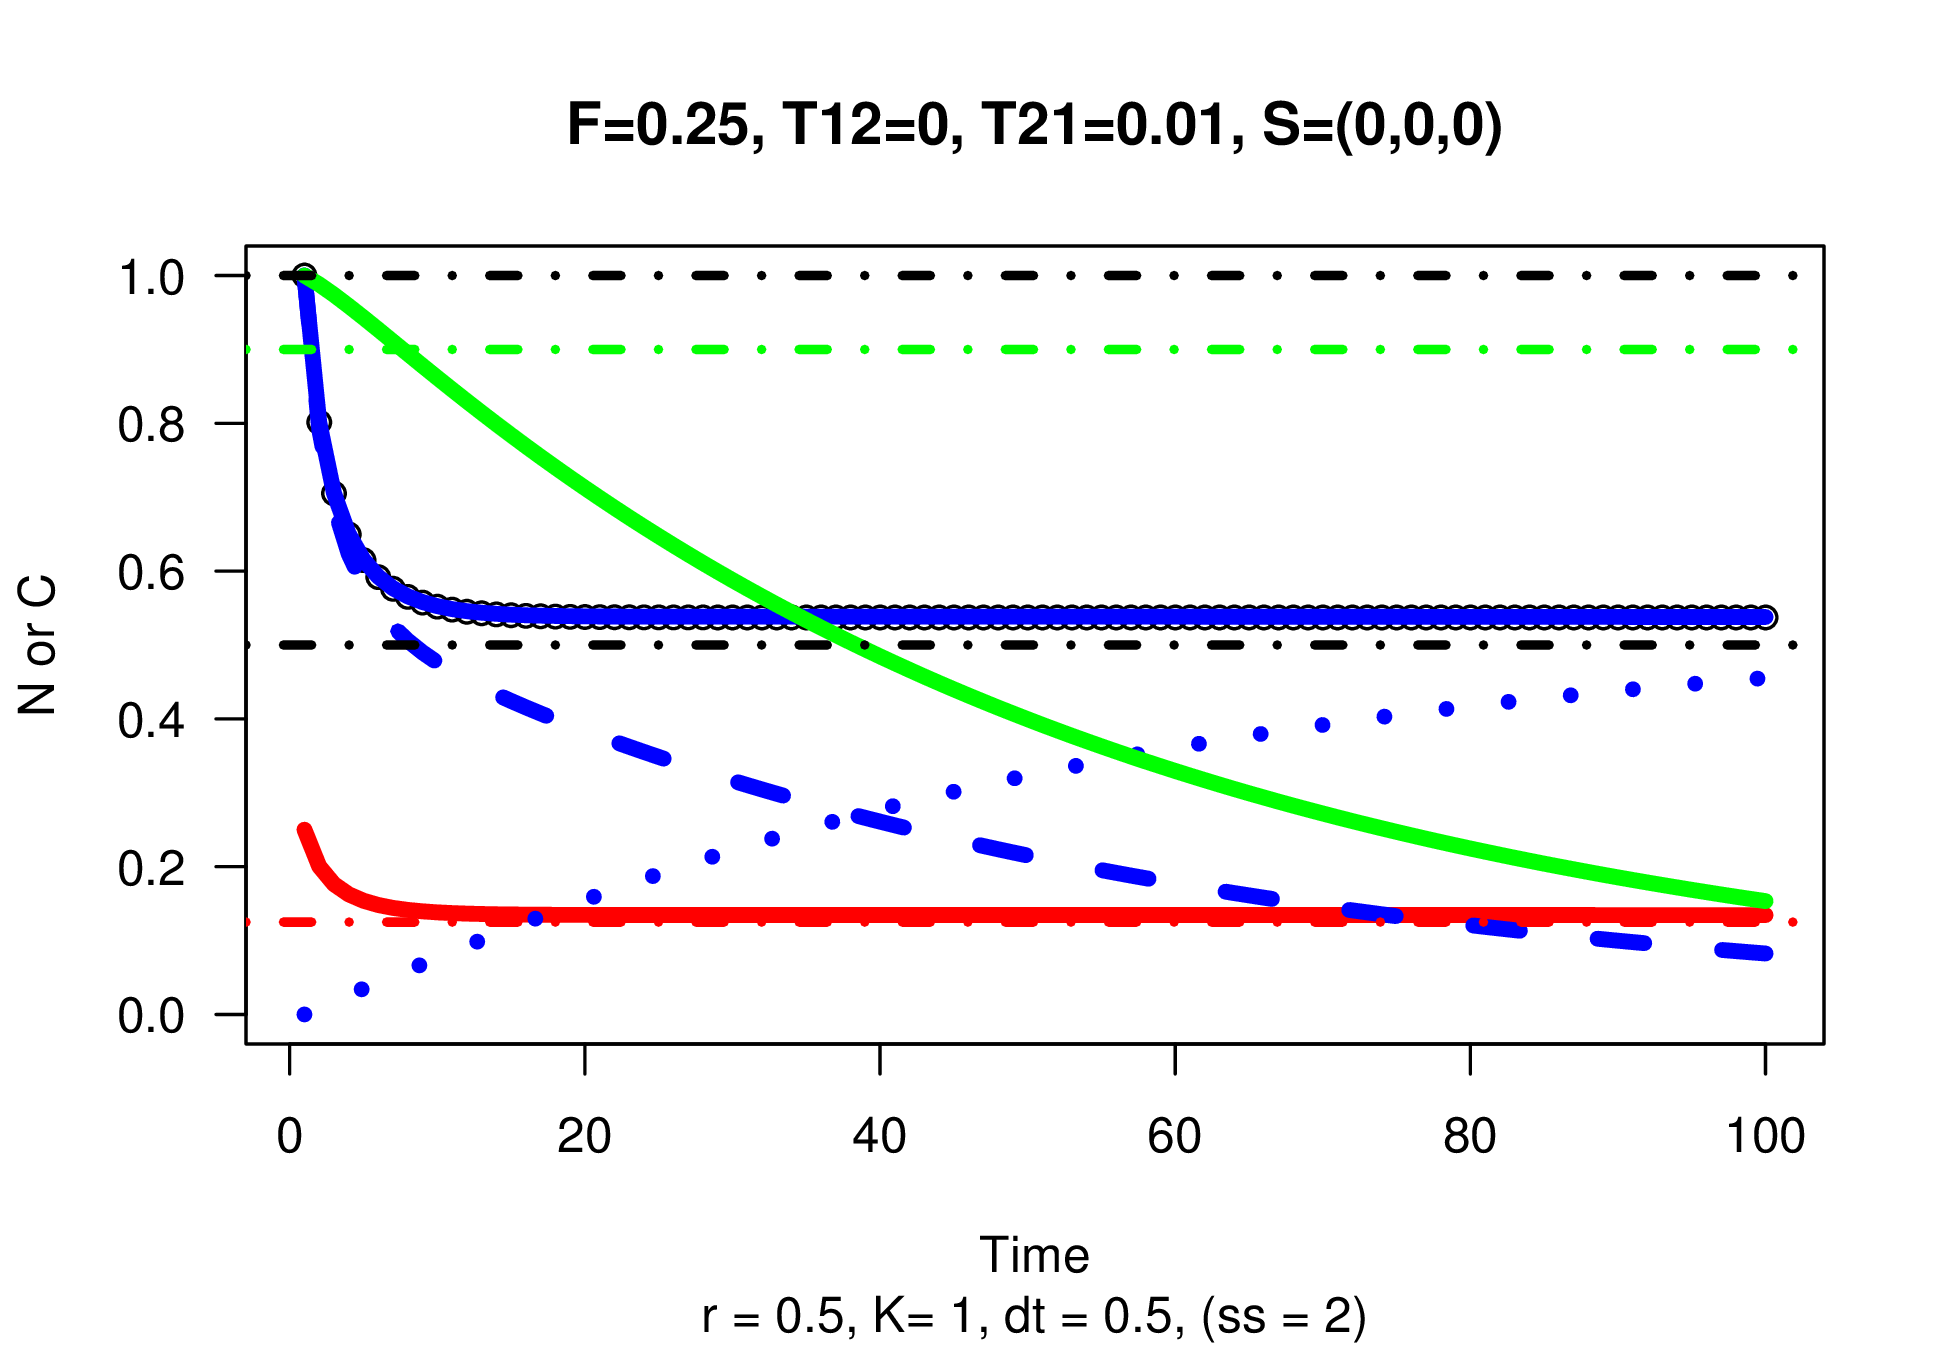 F=0.25, T12=0, T21=0.01, S=(0,0,0)
N or C
1.0
0.8
0.6
0.4
0.2
0.0
0 20 40 60 80 100
Time
r = 0.5, K= 1, dt = 0.5, (ss = 2)